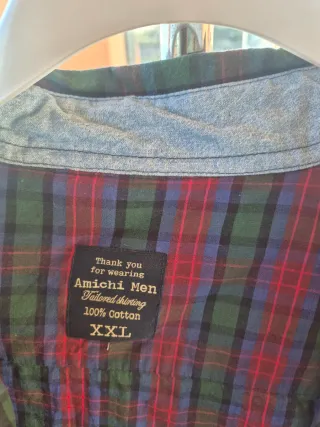 Thank you
for wearing
Amichi Men
Tailored shirting
100% Cotton
XXL